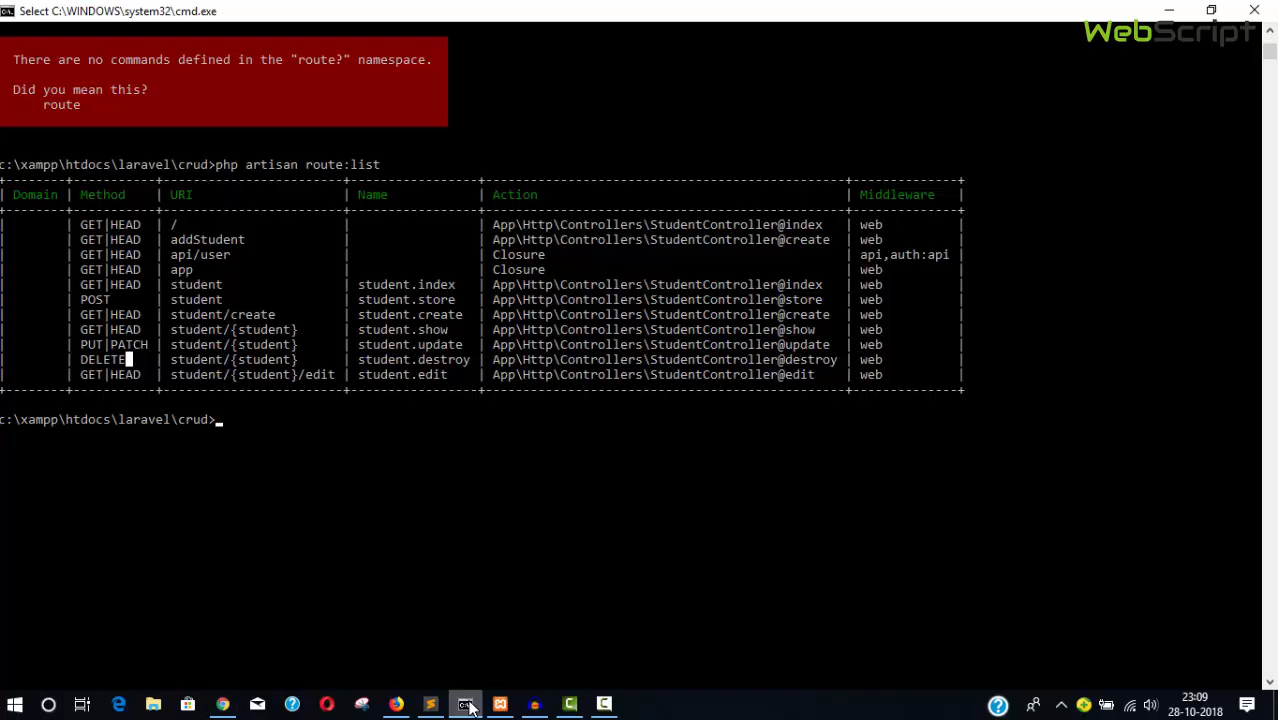 Select C:\WINDOWS\system32\cmd.exe
WebScript
There are no commands defined in the "route?" namespace.
Did you mean this?
route
c:\xampp\htdocs\laravel\crud>php artisan route:list
+--------+-----------+------------------------+-----------------+------------------------------------------------+--------------+
| Domain | Method | URI | Name | Action | Middleware |
+--------+-----------+------------------------+-----------------+------------------------------------------------+--------------+
| | GET|HEAD | / | | App\Http\Controllers\StudentController@index | web |
| | GET|HEAD | addStudent | | App\Http\Controllers\StudentController@create | web |
| | GET|HEAD | api/user | | Closure | api,auth:api |
| | GET|HEAD | app | | Closure | web |
| | GET|HEAD | student | student.index | App\Http\Controllers\StudentController@index | web |
| | POST | student | student.store | App\Http\Controllers\StudentController@store | web |
| | GET|HEAD | student/create | student.create | App\Http\Controllers\StudentController@create | web |
| | GET|HEAD | student/{student} | student.show | App\Http\Controllers\StudentController@show | web |
| | PUT|PATCH | student/{student} | student.update | App\Http\Controllers\StudentController@update | web |
| | DELETE | student/{student} | student.destroy | App\Http\Controllers\StudentController@destroy | web |
| | GET|HEAD | student/{student}/edit | student.edit | App\Http\Controllers\StudentController@edit | web |
+--------+-----------+------------------------+-----------------+------------------------------------------------+--------------+
c:\xampp\htdocs\laravel\crud>
23:09
28-10-2018